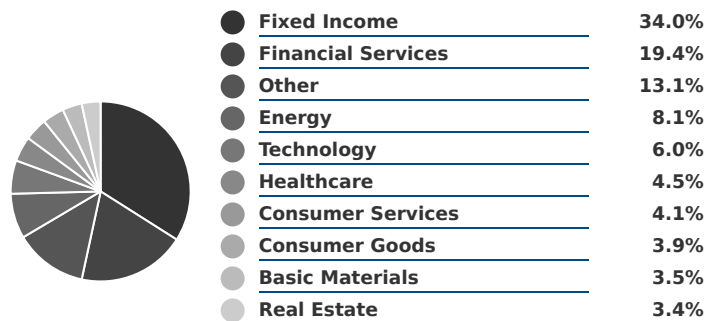 Fixed Income 34.0%
Financial Services 19.4%
Other 13.1%
Energy 8.1%
Technology 6.0%
Healthcare 4.5%
Consumer Services 4.1%
Consumer Goods 3.9%
Basic Materials 3.5%
Real Estate 3.4%